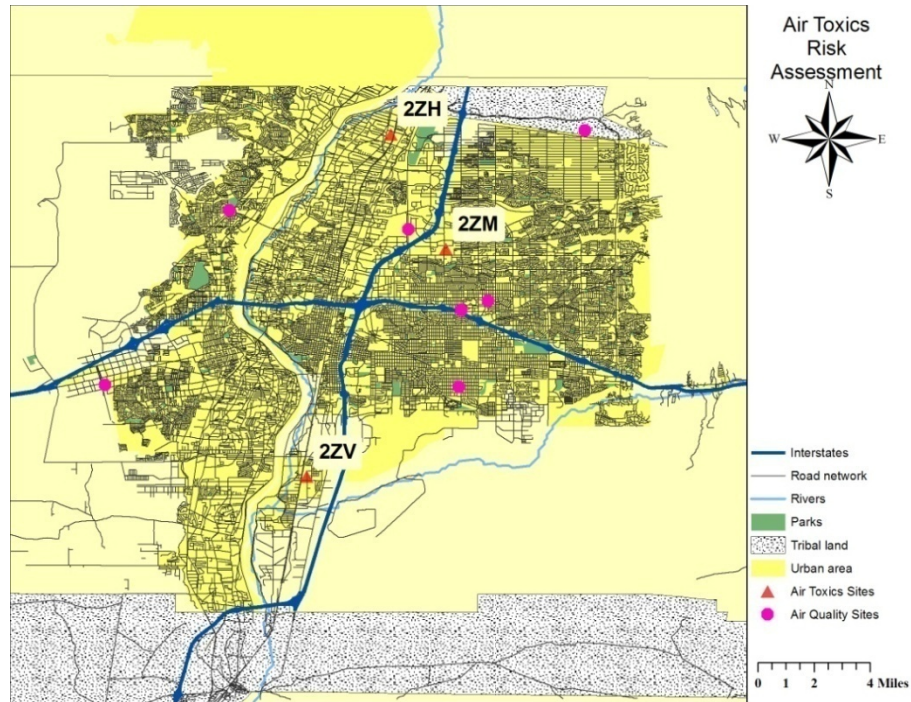 Air Toxics
Risk
Assessment
N
W E
S
2ZH
2ZM
2ZV
Interstates
Road network
Rivers
Parks
Tribal land
Urban area
Air Toxics Sites
Air Quality Sites
0 1 2 4 Miles